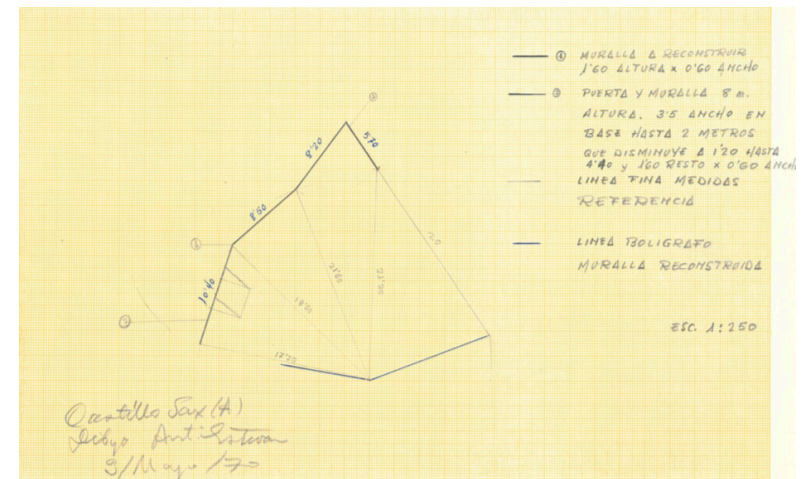 ① MURALLA A RECONSTRUIR
1'60 ALTURA x 0'60 ANCHO
② PUERTA Y MURALLA 8 m.
ALTURA. 3'5 ANCHO EN
BASE HASTA 2 METROS
QUE DISMINUYE A 1'20 HASTA
4'40 y 1'60 RESTO x 0'60 ANCHO
LINEA FINA MEDIDAS
REFERENCIA
LINEA BOLIGRAFO
MURALLA RECONSTRUIDA
ESC. 1:250
8'20
5'70
8'50
10'40
20
Castillo Sax (A)
Dibujo
3/Mayo/70